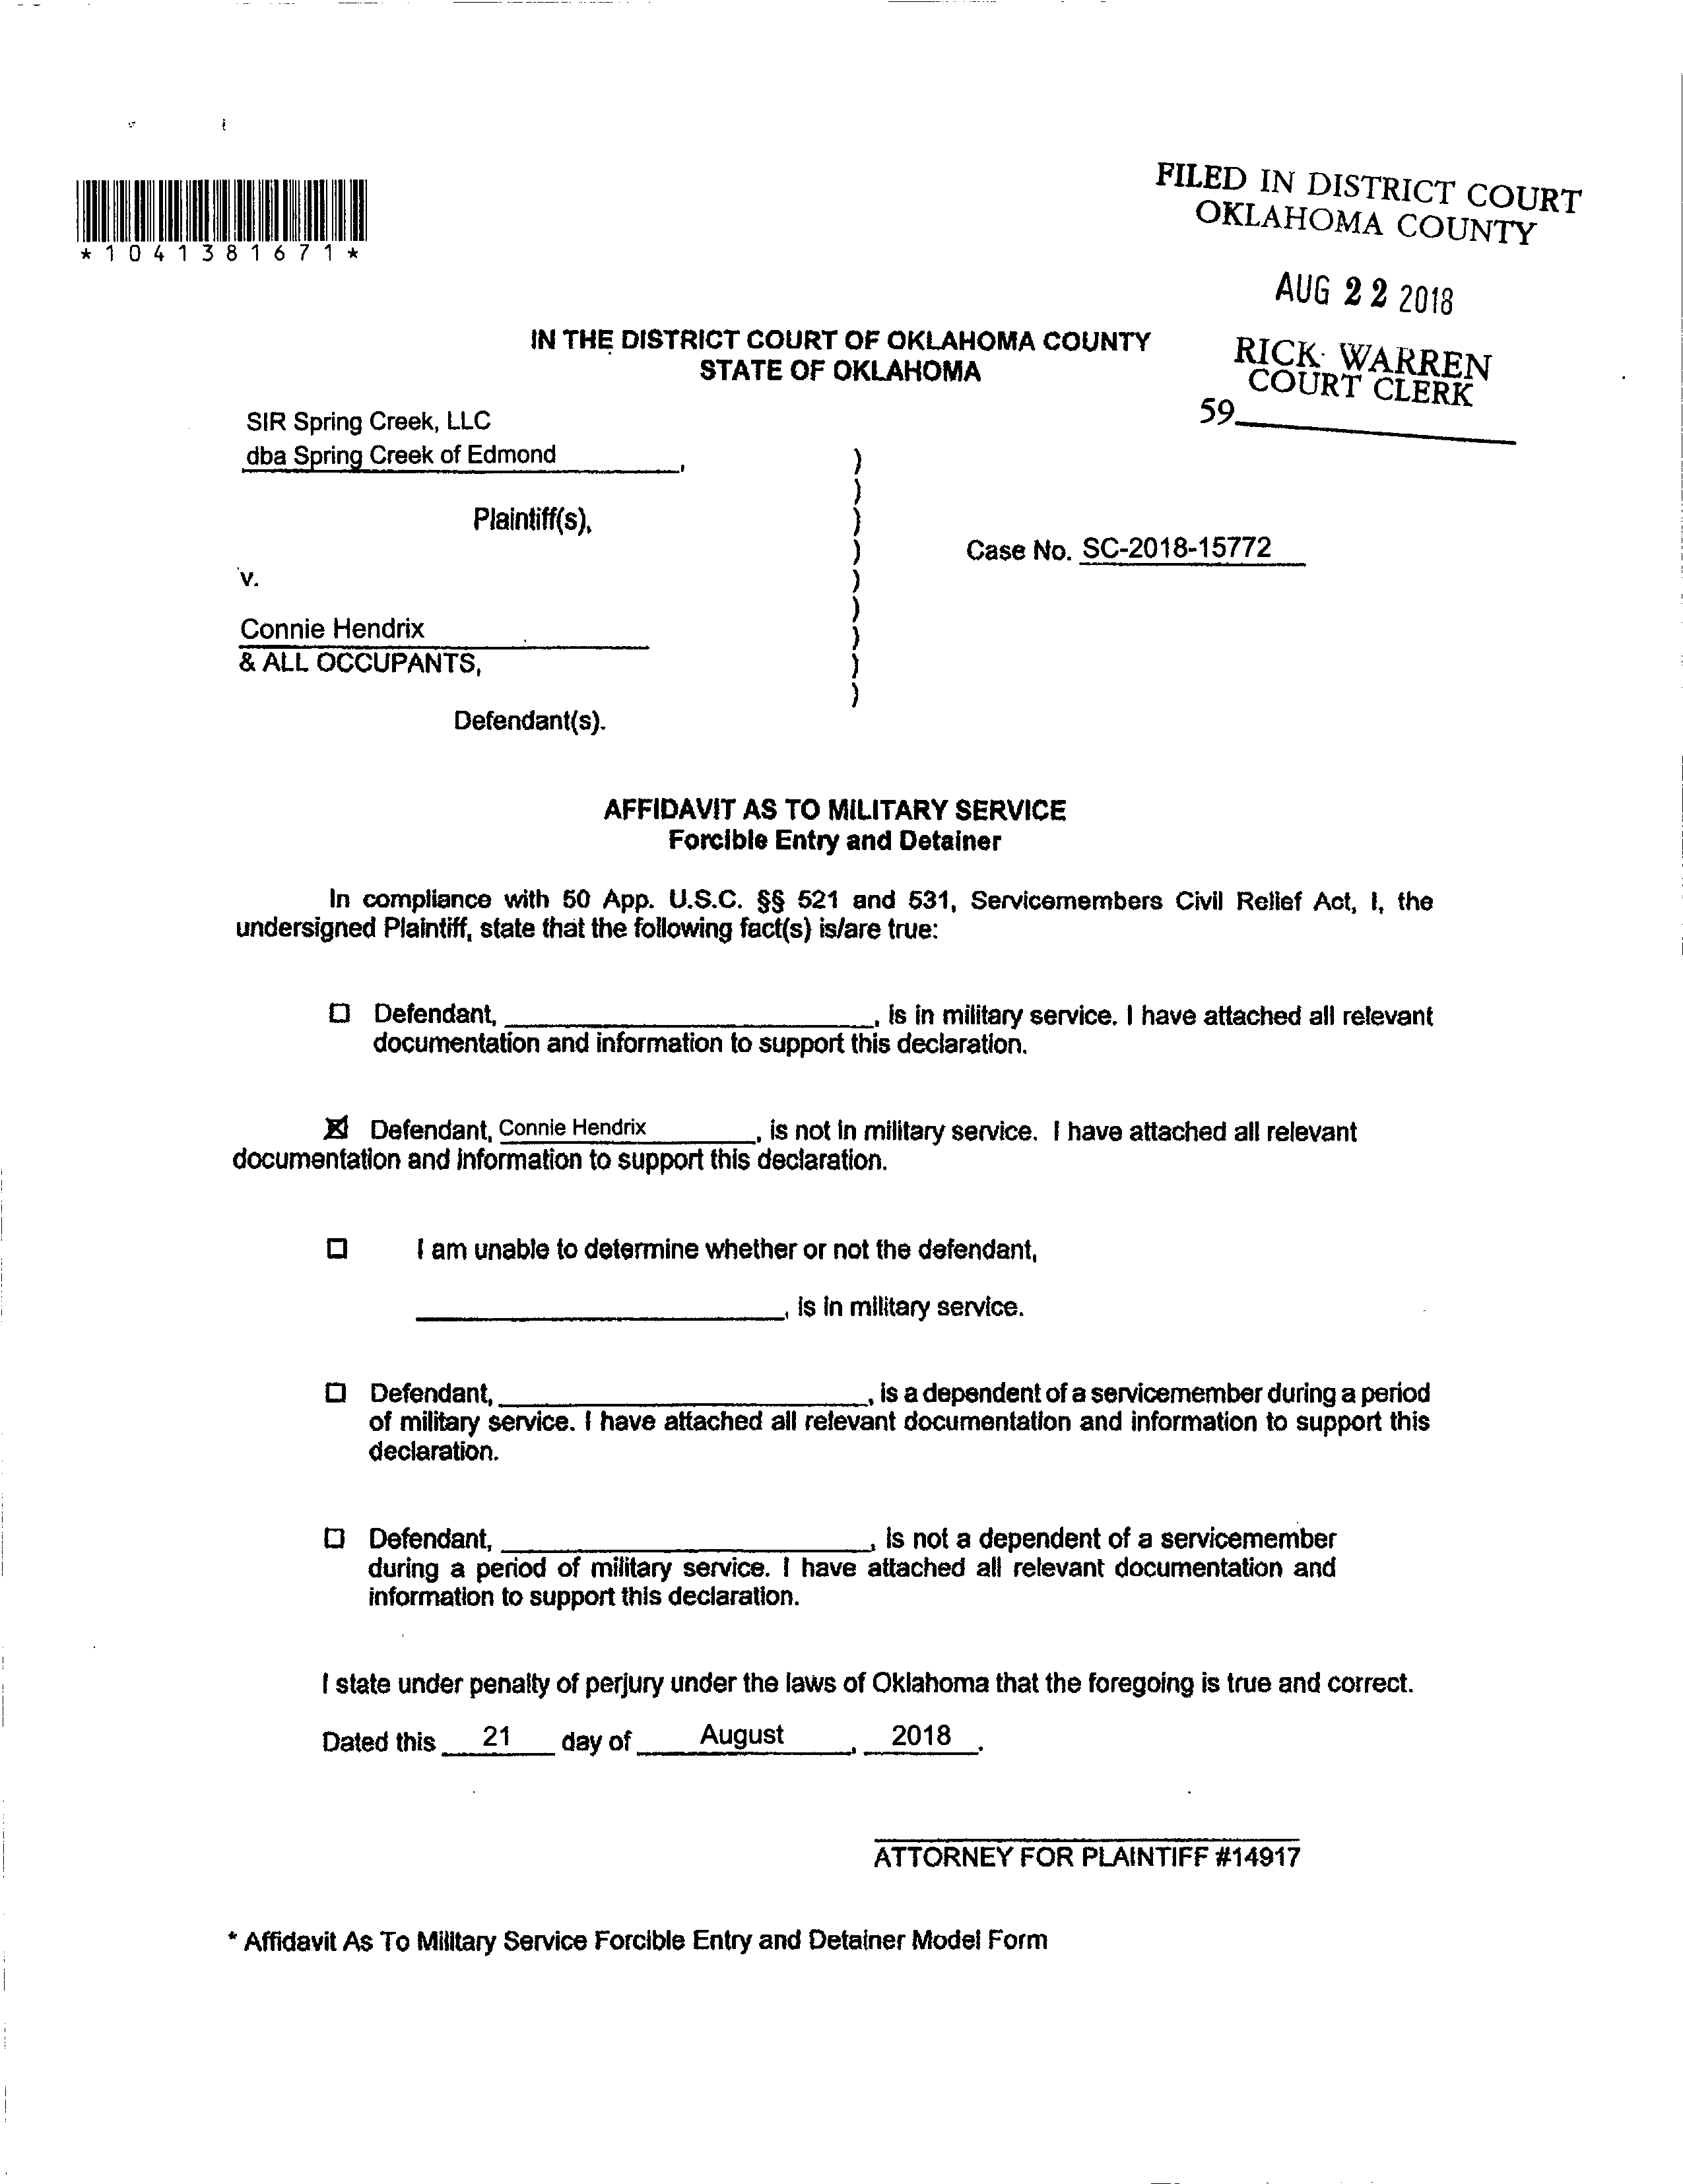 *1041381671*
FILED IN DISTRICT COURT
OKLAHOMA COUNTY
AUG 22 2018
RICK WARREN
COURT CLERK
59
IN THE DISTRICT COURT OF OKLAHOMA COUNTY
STATE OF OKLAHOMA
SIR Spring Creek, LLC
dba Spring Creek of Edmond ,
)
)
Plaintiff(s), )
) Case No. SC-2018-15772
v. )
)
Connie Hendrix )
& ALL OCCUPANTS, )
)
Defendant(s).
AFFIDAVIT AS TO MILITARY SERVICE
Forcible Entry and Detainer
In compliance with 50 App. U.S.C. §§ 521 and 531, Servicemembers Civil Relief Act, I, the
undersigned Plaintiff, state that the following fact(s) is/are true:
☐ Defendant, ____________________, is in military service. I have attached all relevant
documentation and information to support this declaration.
☒ Defendant, Connie Hendrix , is not in military service. I have attached all relevant
documentation and information to support this declaration.
☐ I am unable to determine whether or not the defendant,
____________________, is in military service.
☐ Defendant, ____________________, is a dependent of a servicemember during a period
of military service. I have attached all relevant documentation and information to support this
declaration.
☐ Defendant, ____________________, is not a dependent of a servicemember
during a period of military service. I have attached all relevant documentation and
information to support this declaration.
I state under penalty of perjury under the laws of Oklahoma that the foregoing is true and correct.
Dated this 21 day of August , 2018 .
ATTORNEY FOR PLAINTIFF #14917
* Affidavit As To Military Service Forcible Entry and Detainer Model Form